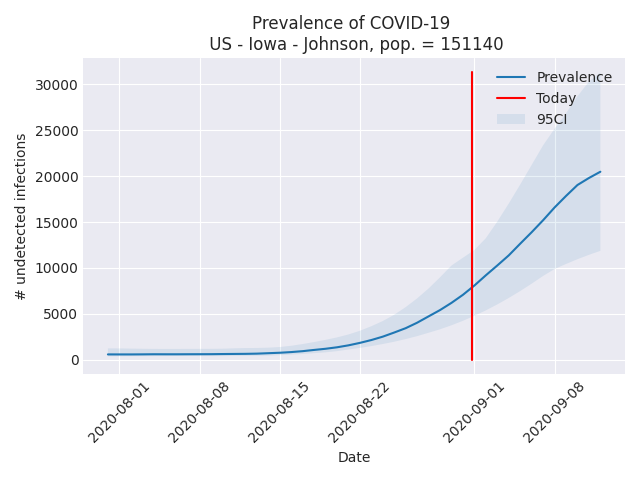 Prevalence of COVID-19
US - Iowa - Johnson, pop. = 151140
Prevalence
Today
95CI
30000
25000
20000
15000
10000
5000
0
# undetected infections
2020-08-01
2020-08-08
2020-08-15
2020-08-22
2020-09-01
2020-09-08
Date